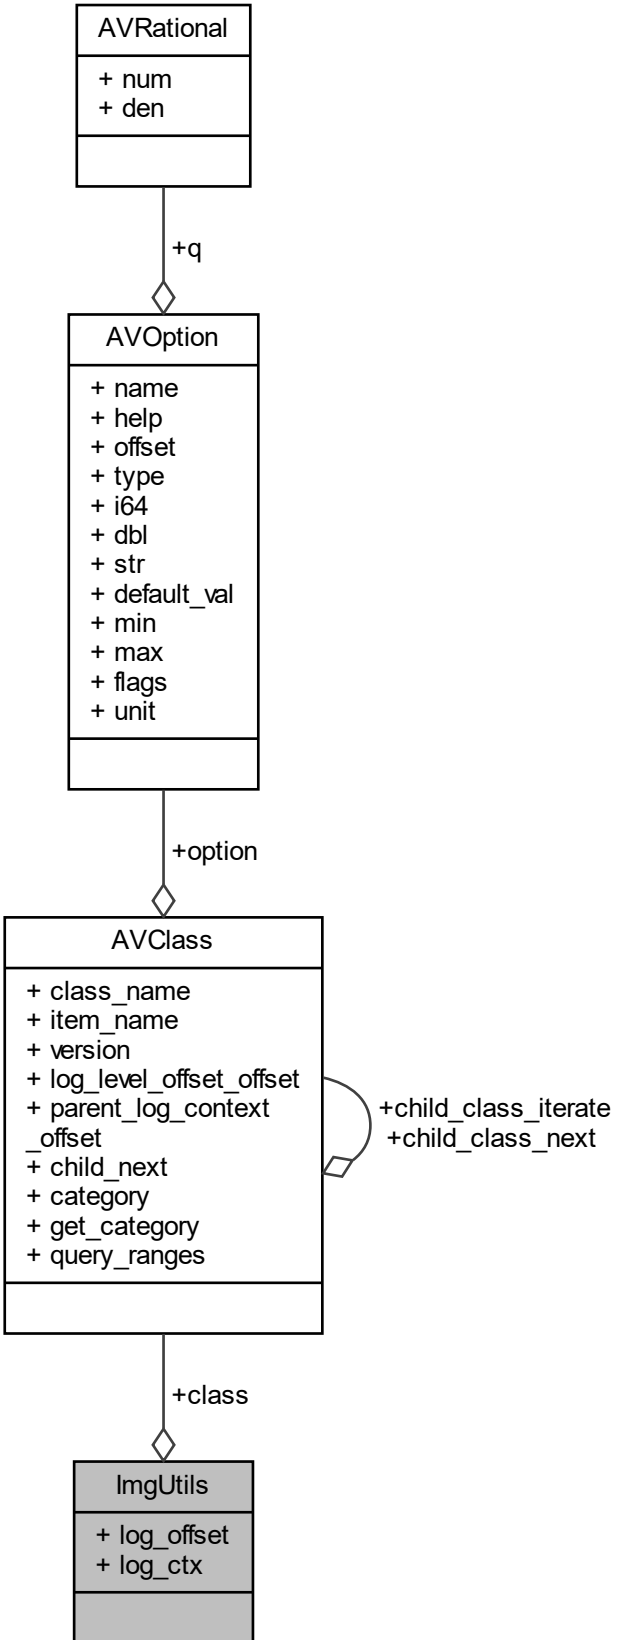 AVRational
+ num
+ den
+q
AVOption
+ name
+ help
+ offset
+ type
+ i64
+ dbl
+ str
+ default_val
+ min
+ max
+ flags
+ unit
+option
AVClass
+ class_name
+ item_name
+ version
+ log_level_offset_offset
+ parent_log_context
_offset
+ child_next
+ category
+ get_category
+ query_ranges
+child_class_iterate
+child_class_next
+class
ImgUtils
+ log_offset
+ log_ctx